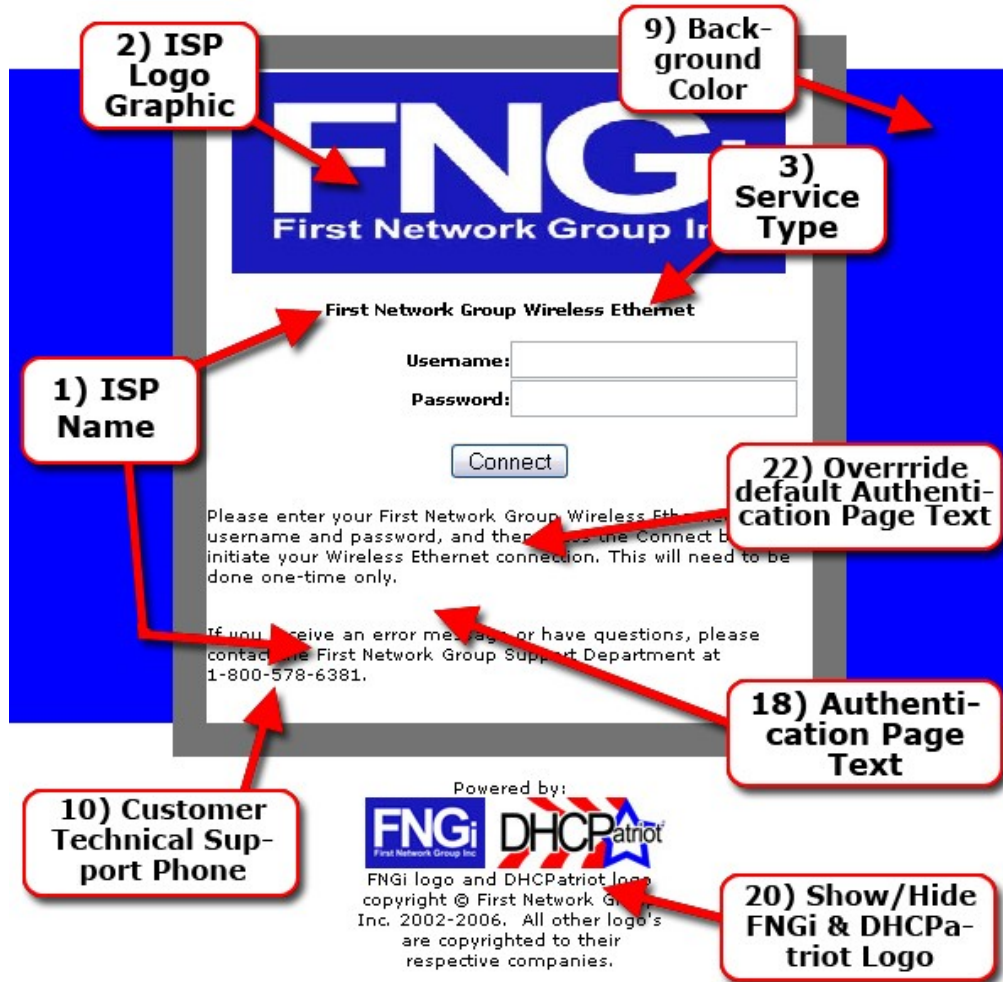 2) ISP
Logo
Graphic
9) Back-
ground
Color
FNGi
First Network Group In
3)
Service
Type
First Network Group Wireless Ethernet
Username:
Password:
1) ISP
Name
Connect
22) Overrride
default Authenti-
cation Page Text
Please enter your First Network Group Wireless Ethernet
username and password, and then the Connect b
initiate your Wireless Ethernet connection. This will need to be
done one-time only.
If you receive an error message or have questions, please
contact the First Network Group Support Department at
1-800-578-6381.
18) Authenti-
cation Page
Text
10) Customer
Technical Sup-
port Phone
Powered by:
FNGi
First Network Group Inc
DHCPatriot
FNGi logo and DHCPatriot logo
copyright © First Network Group
Inc. 2002-2006. All other logo's
are copyrighted to their
respective companies.
20) Show/Hide
FNGi & DHCPa-
triot Logo